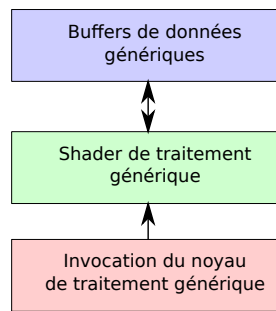 Buffers de données
génériques
Shader de traitement
générique
Invocation du noyau
de traitement générique